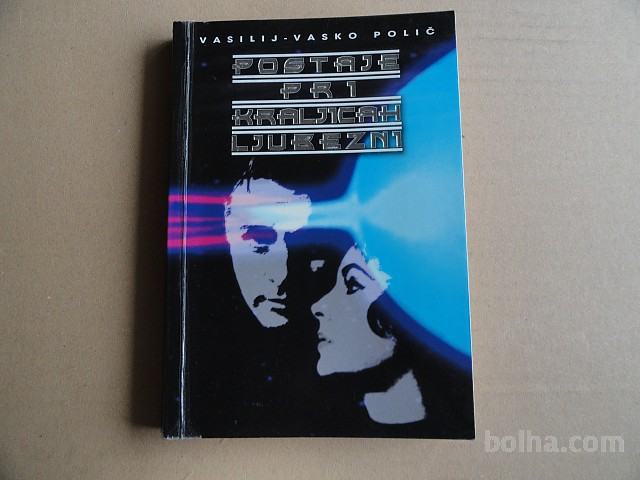 VASILIJ-VASKO POLIČ
POSTAJE
PRI
KRALJICAH
LJUBEZNI
bolha.com